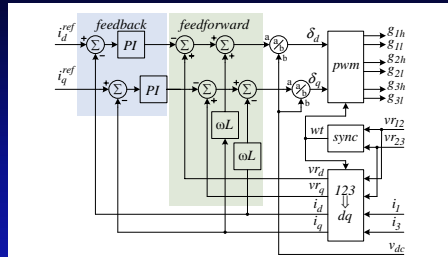 feedback feedforward
i_d^ref Σ PI Σ Σ a/b δ_d pwm g_1h
g_1l
g_2h
g_2l
g_3h
g_3l
i_q^ref Σ PI Σ Σ a/b δ_q
ωL
ωL
wt sync vr_12
vr_23
vr_d
vr_q
i_d
i_q
123
⇓
dq
i_1
i_3
v_dc